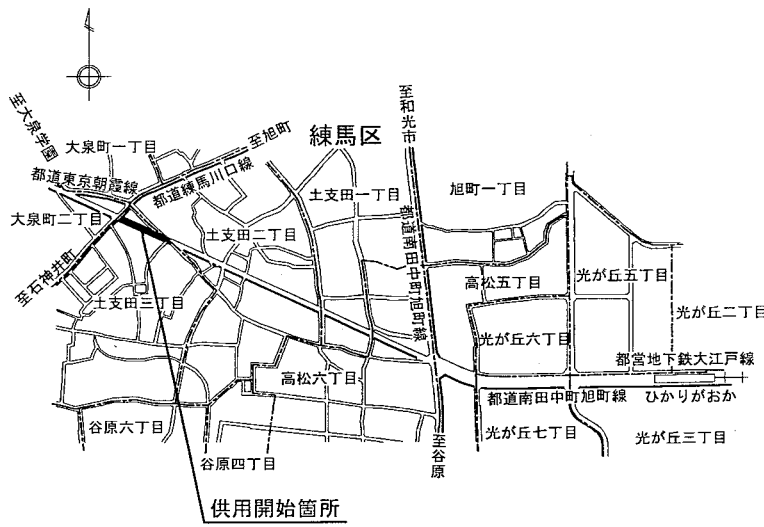 至大泉学園
大泉町一丁目
至旭町
練馬区
至和光市
都道東京朝霞線
都道練馬川口線
土支田一丁目
旭町一丁目
大泉町二丁目
土支田二丁目
都道南田中町旭町線
至石神井町
土支田三丁目
高松五丁目
光が丘五丁目
光が丘二丁目
光が丘六丁目
都営地下鉄大江戸線
高松六丁目
都道南田中町旭町線
ひかりがおか
谷原六丁目
谷原四丁目
至谷原
光が丘七丁目
光が丘三丁目
供用開始箇所